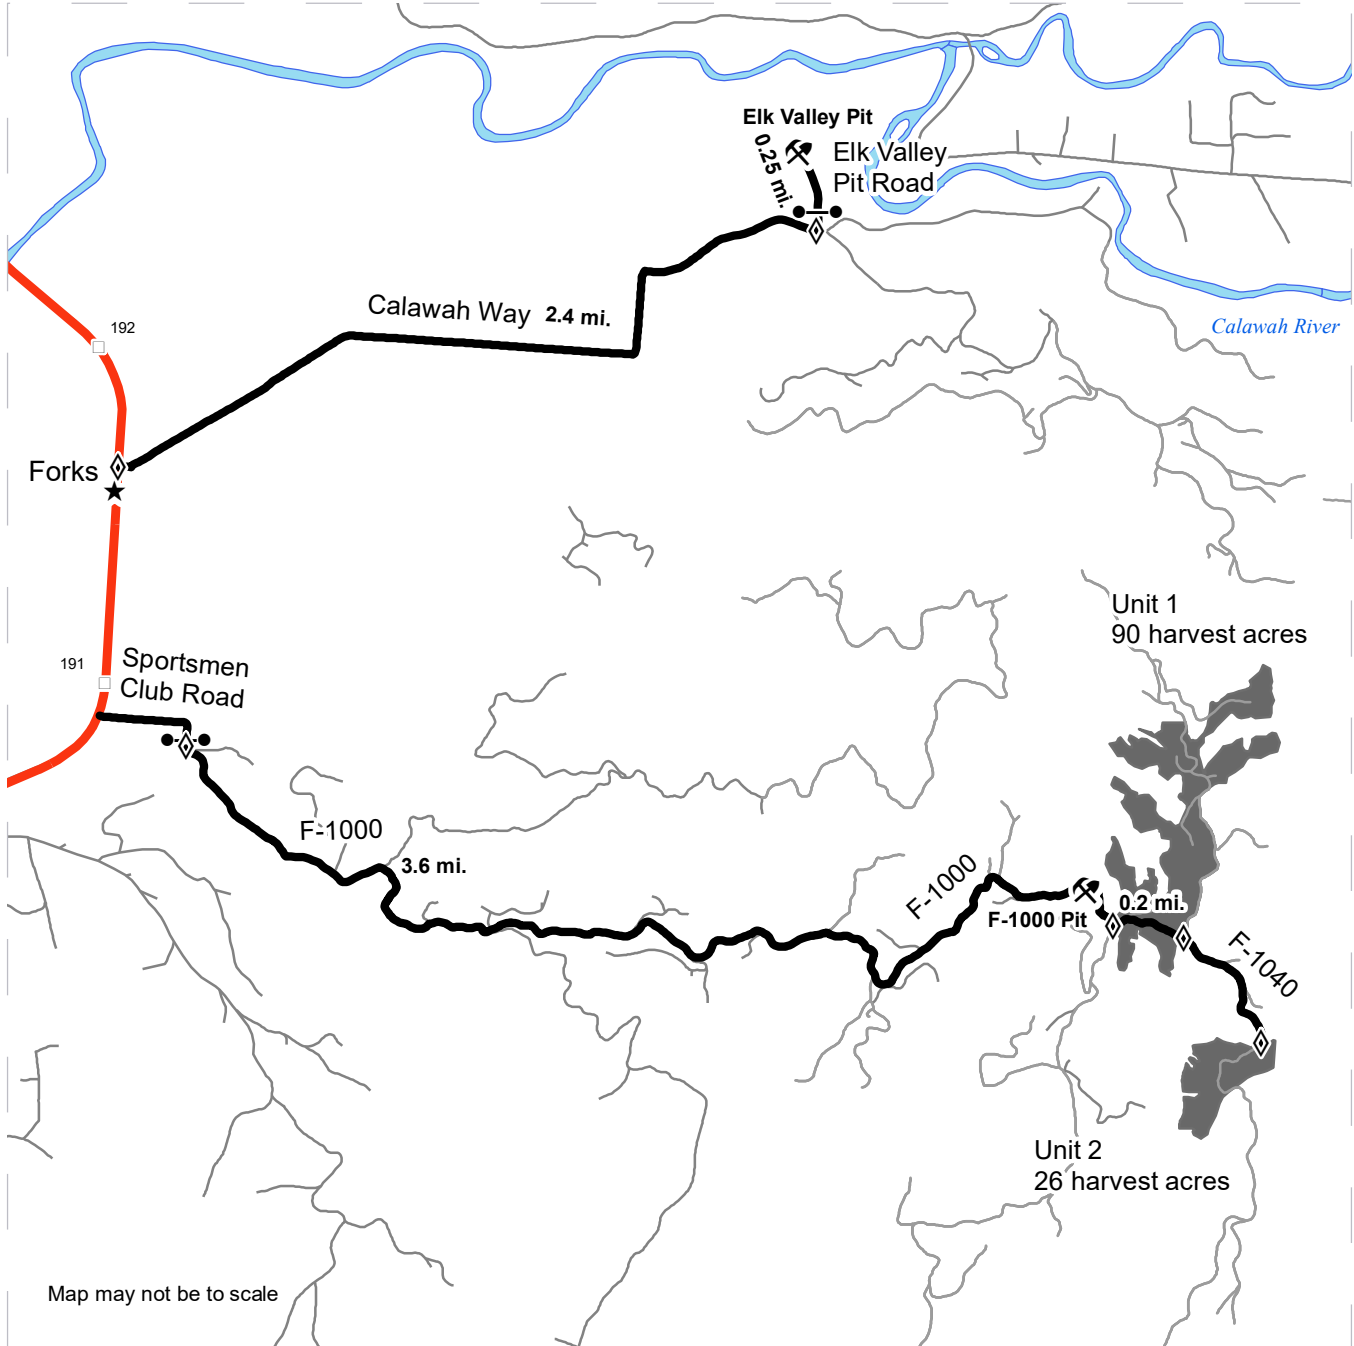 Elk Valley Pit
0.25 mi.
Elk Valley
Pit Road
Calawah Way
2.4 mi.
192
Calawah River
Forks
Unit 1
90 harvest acres
191
Sportsmen
Club Road
F-1000
3.6 mi.
F-1000
F-1000 Pit
0.2 mi.
F-1040
Unit 2
26 harvest acres
Map may not be to scale